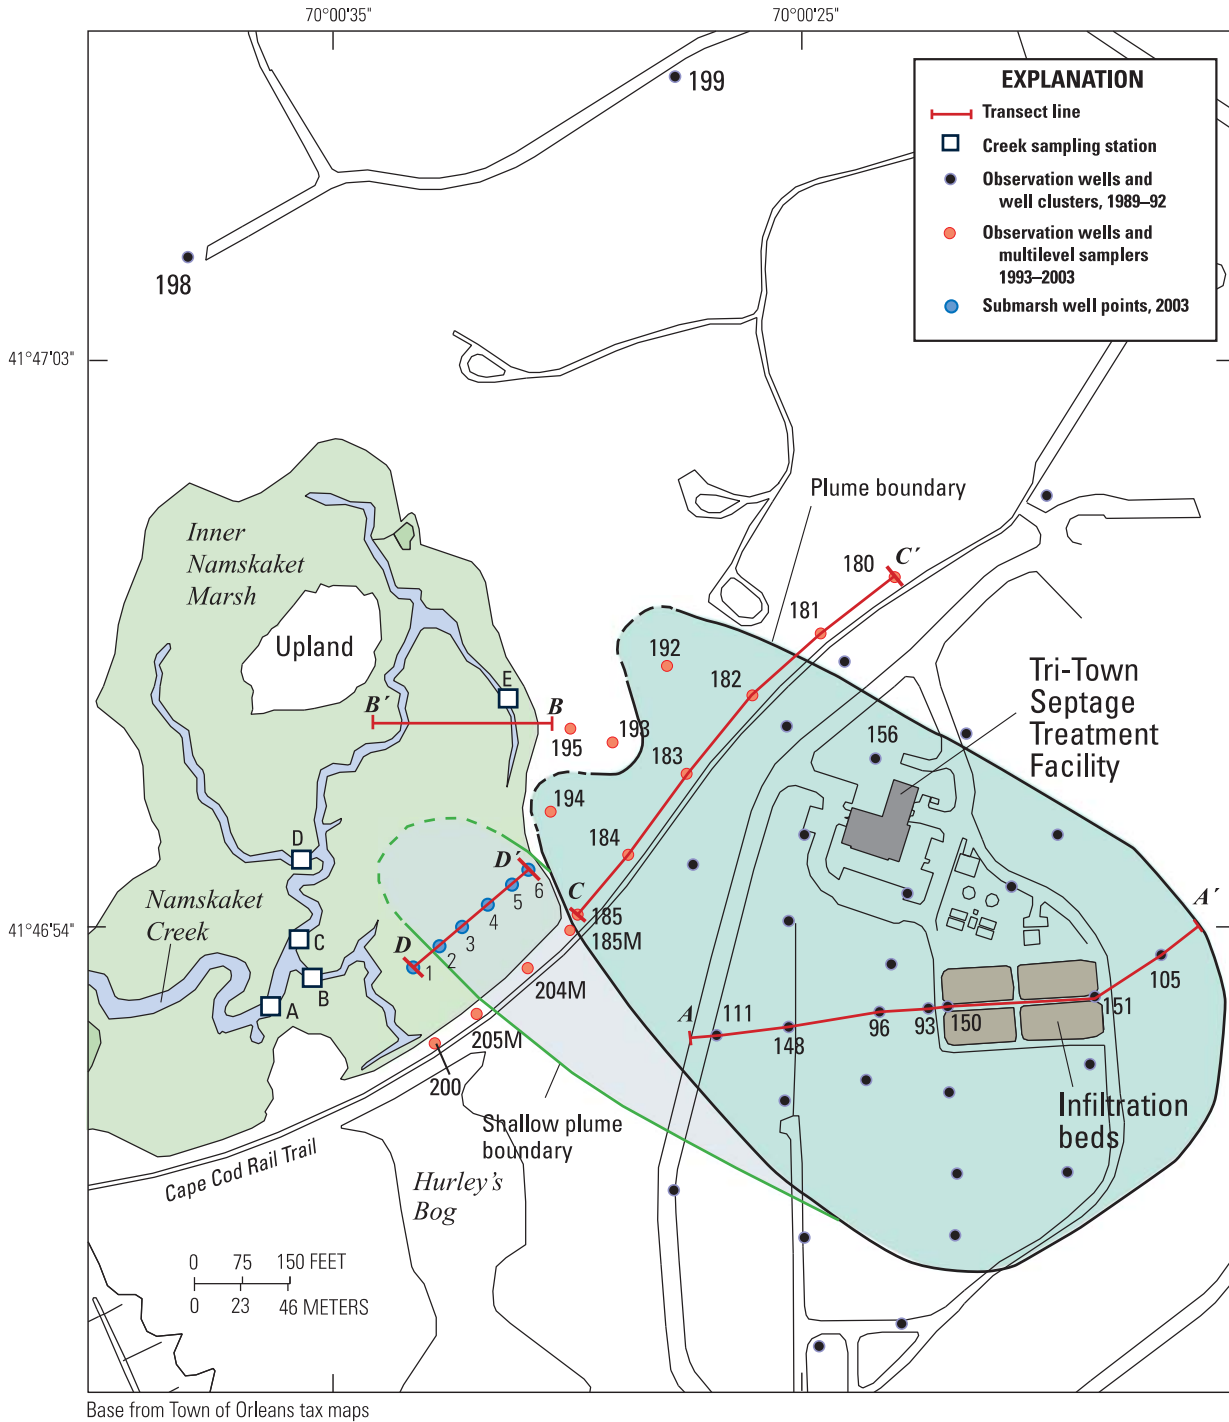 70°00'35"
70°00'25"
199
EXPLANATION
Transect line
Creek sampling station
Observation wells and
well clusters, 1989–92
Observation wells and
multilevel samplers
1993–2003
Submarsh well points, 2003
198
41°47'03"
Plume boundary
Inner
Namskaket
Marsh
Upland
180
C´
181
192
182
E
B´
B
195
193
183
156
Tri-Town
Septage
Treatment
Facility
194
184
D
D´
6
5
4
3
2
1
D
C
185
185M
A´
Namskaket
Creek
41°46'54"
C
B
A
204M
205M
200
105
151
A
111
148
96
93
150
Shallow plume
boundary
Infiltration
beds
Cape Cod Rail Trail
Hurley's
Bog
0 75 150 FEET
0 23 46 METERS
Base from Town of Orleans tax maps